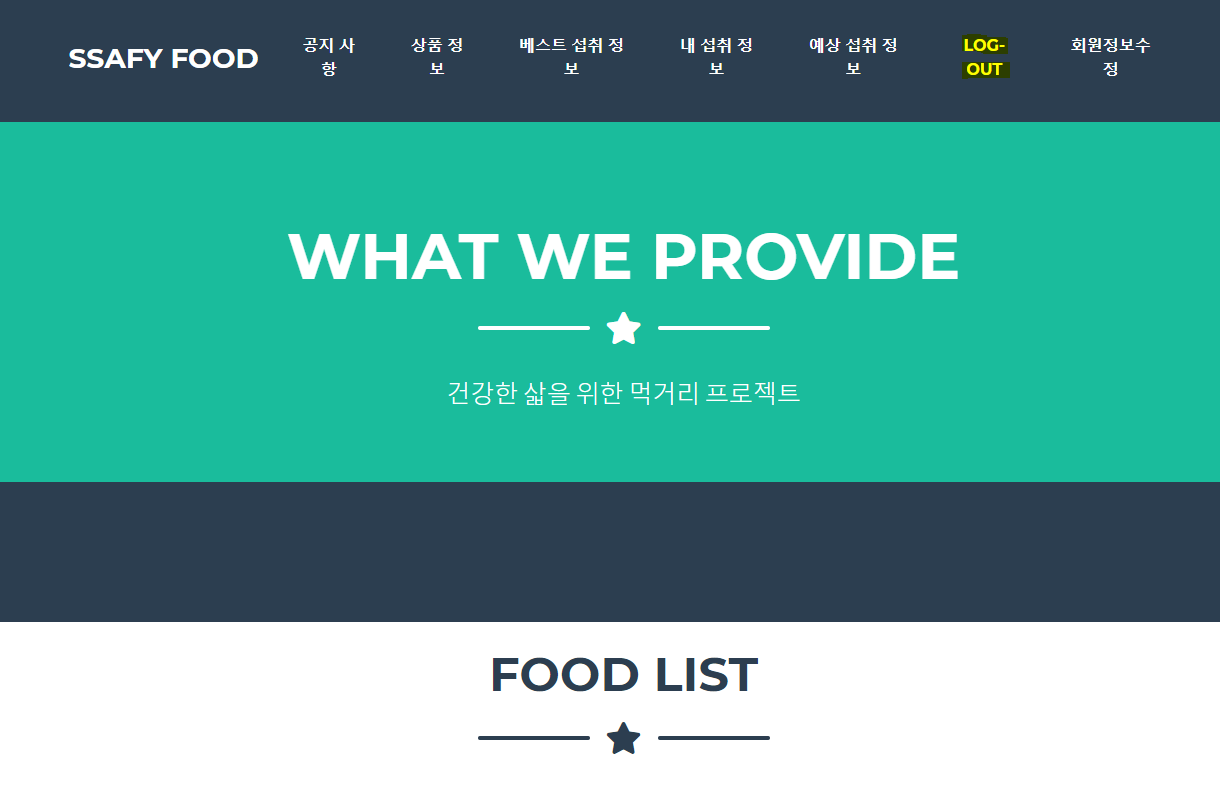 SSAFY FOOD
공지 사
항
상품 정
보
베스트 섭취 정
보
내 섭취 정
보
예상 섭취 정
보
LOG-
OUT
회원정보수
정
WHAT WE PROVIDE
건강한 삶을 위한 먹거리 프로젝트
FOOD LIST